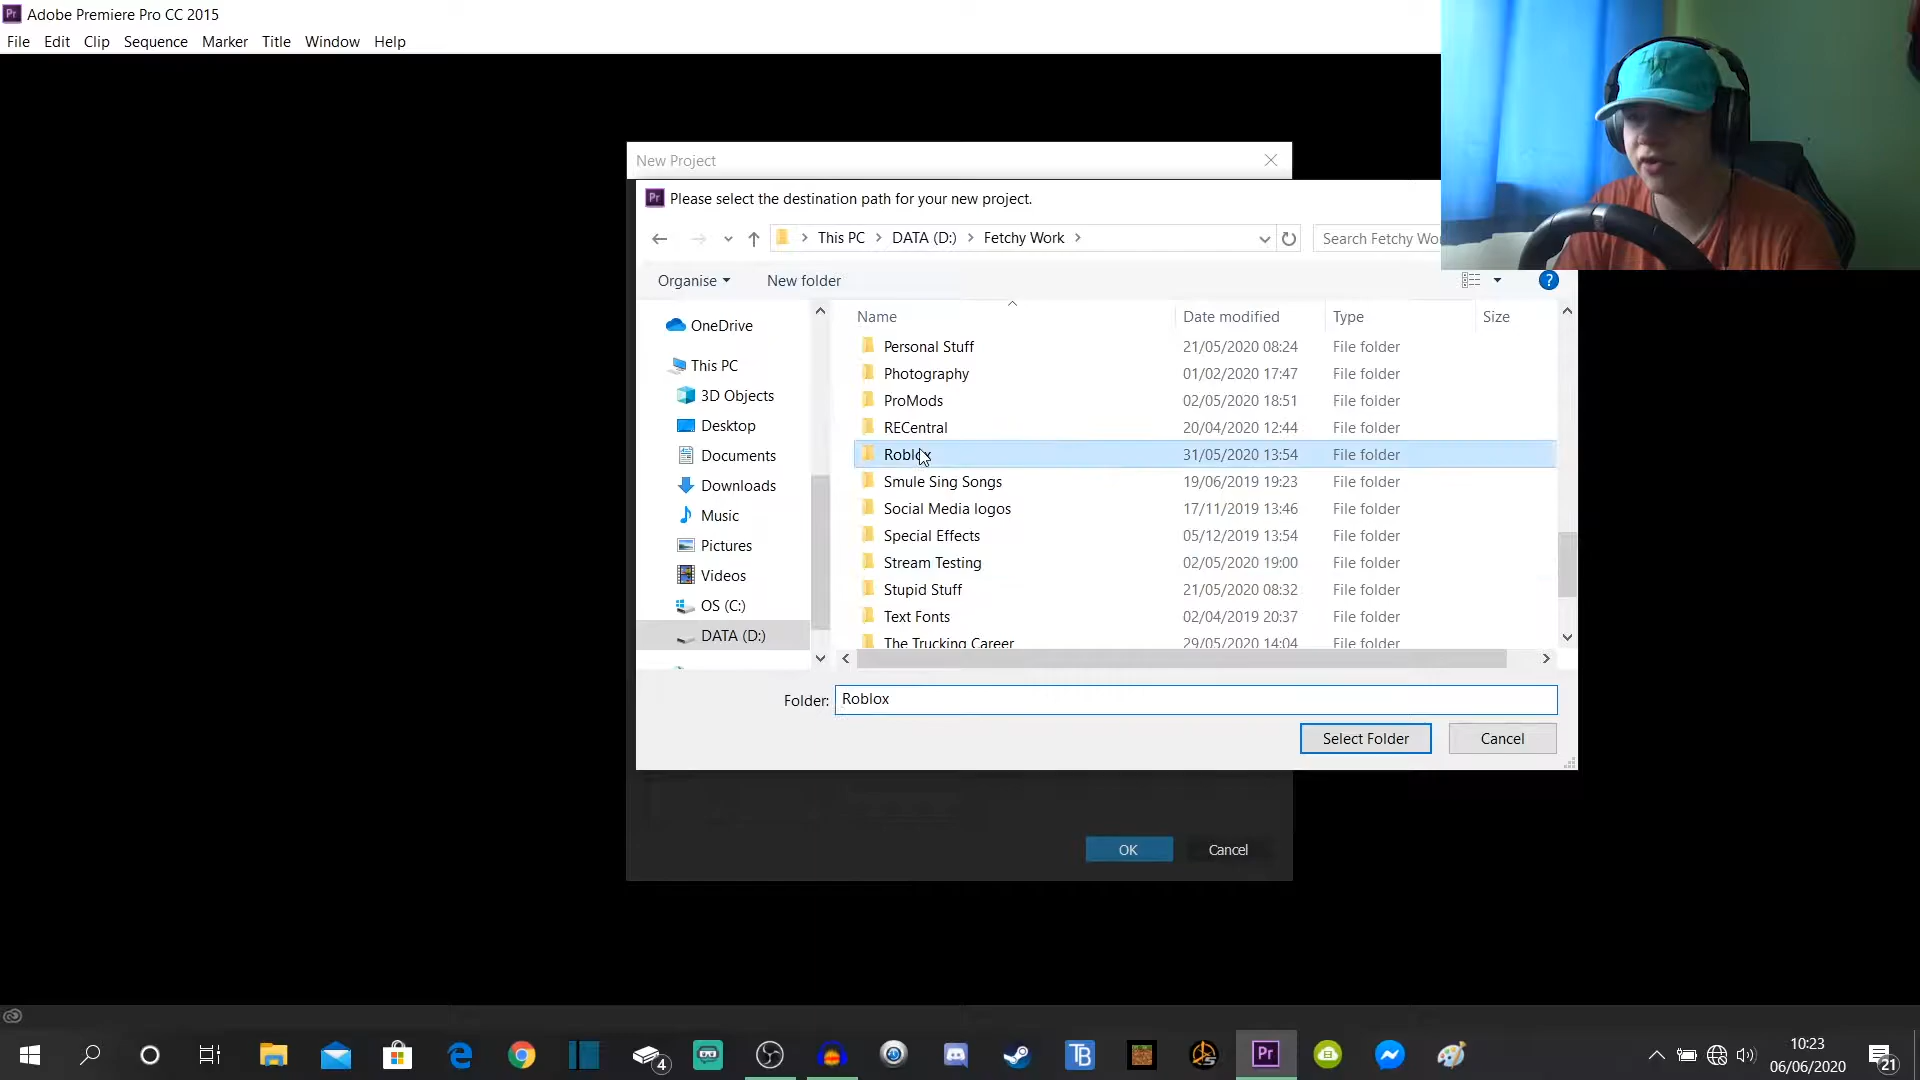 Adobe Premiere Pro CC 2015
File Edit Clip Sequence Marker Title Window Help
New Project
Please select the destination path for your new project.
This PC > DATA (D:) > Fetchy Work >
Search Fetchy Wo
Organise New folder
OneDrive
This PC
3D Objects
Desktop
Documents
Downloads
Music
Pictures
Videos
OS (C:)
DATA (D:)
Name Date modified Type Size
Personal Stuff 21/05/2020 08:24 File folder
Photography 01/02/2020 17:47 File folder
ProMods 02/05/2020 18:51 File folder
RECentral 20/04/2020 12:44 File folder
Roblox 31/05/2020 13:54 File folder
Smule Sing Songs 19/06/2019 19:23 File folder
Social Media logos 17/11/2019 13:46 File folder
Special Effects 05/12/2019 13:54 File folder
Stream Testing 02/05/2020 19:00 File folder
Stupid Stuff 21/05/2020 08:32 File folder
Text Fonts 02/04/2019 20:37 File folder
The Trucking Career 29/05/2020 14:04 File folder
Folder: Roblox
Select Folder Cancel
OK Cancel
4
TB
Pr
10:23
06/06/2020
21